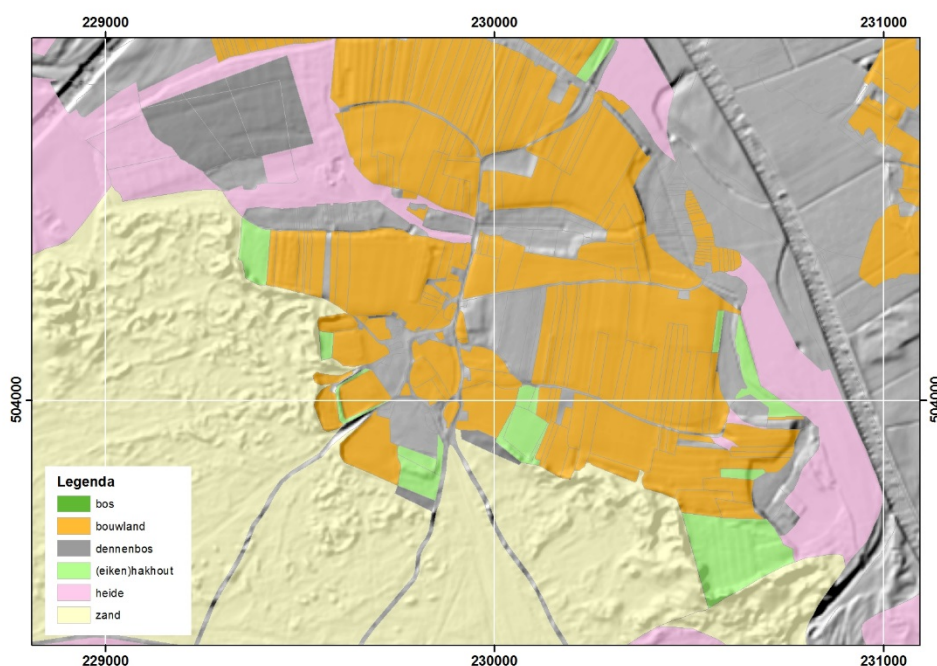 229000 230000 231000
504000 504000
Legenda
bos
bouwland
dennenbos
(eiken)hakhout
heide
zand
229000 230000 231000